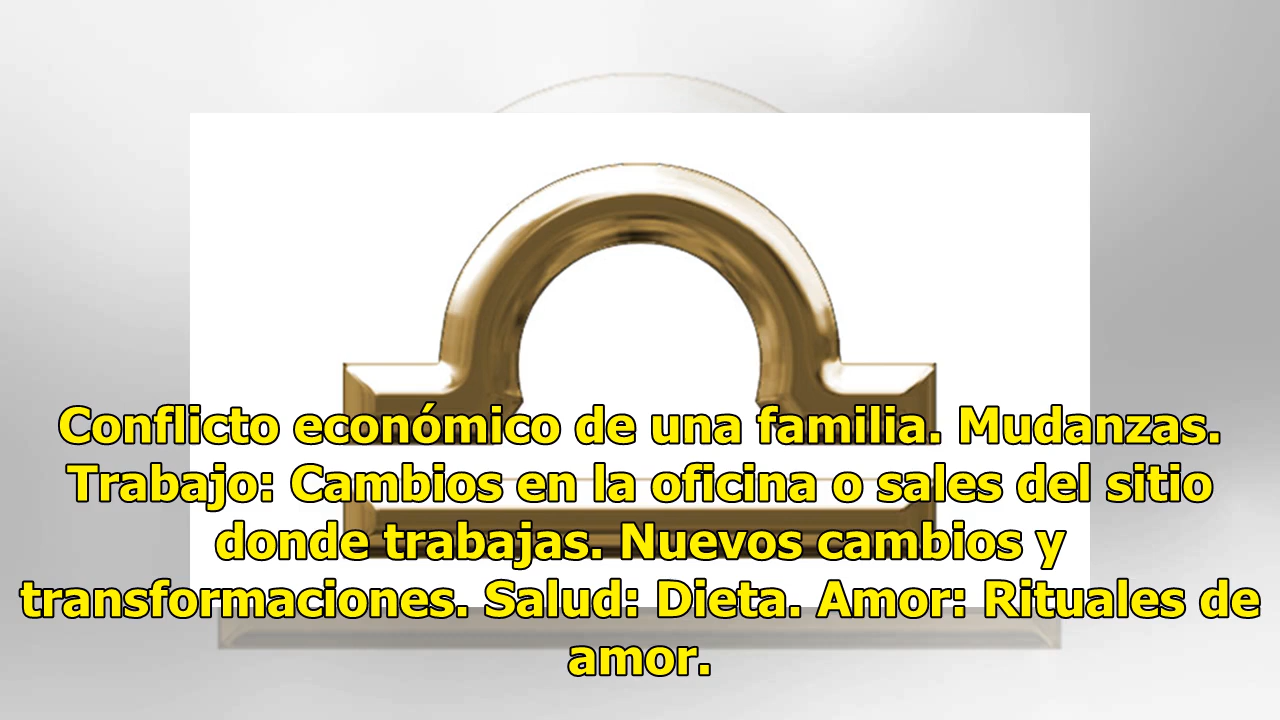 Conflicto económico de una familia. Mudanzas.
Trabajo: Cambios en la oficina o sales del sitio
donde trabajas. Nuevos cambios y
transformaciones. Salud: Dieta. Amor: Rituales de
amor.